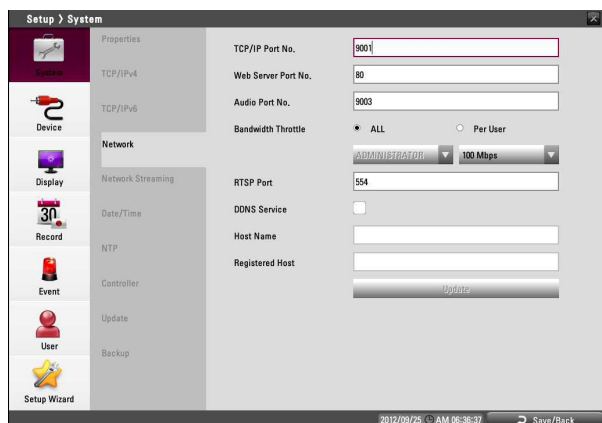 Setup > System
System
Device
Display
30
Record
Event
User
Setup Wizard
Properties
TCP/IPv4
TCP/IPv6
Network
Network Streaming
Date/Time
NTP
Controller
Update
Backup
TCP/IP Port No. 9001
Web Server Port No. 80
Audio Port No. 9003
Bandwidth Throttle ALL Per User
ADMINISTRATOR 100 Mbps
RTSP Port 554
DDNS Service
Host Name
Registered Host
Update
2012/09/25 AM 06:36:37 Save/Back